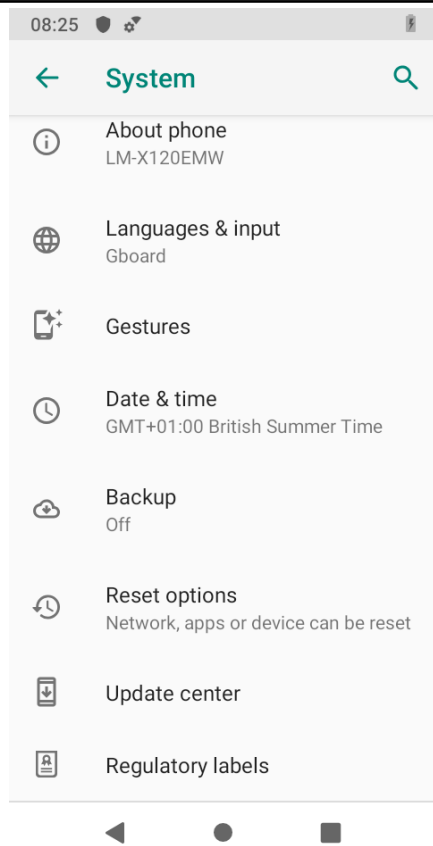 08:25
System
About phone
LM-X120EMW
Languages & input
Gboard
Gestures
Date & time
GMT+01:00 British Summer Time
Backup
Off
Reset options
Network, apps or device can be reset
Update center
Regulatory labels